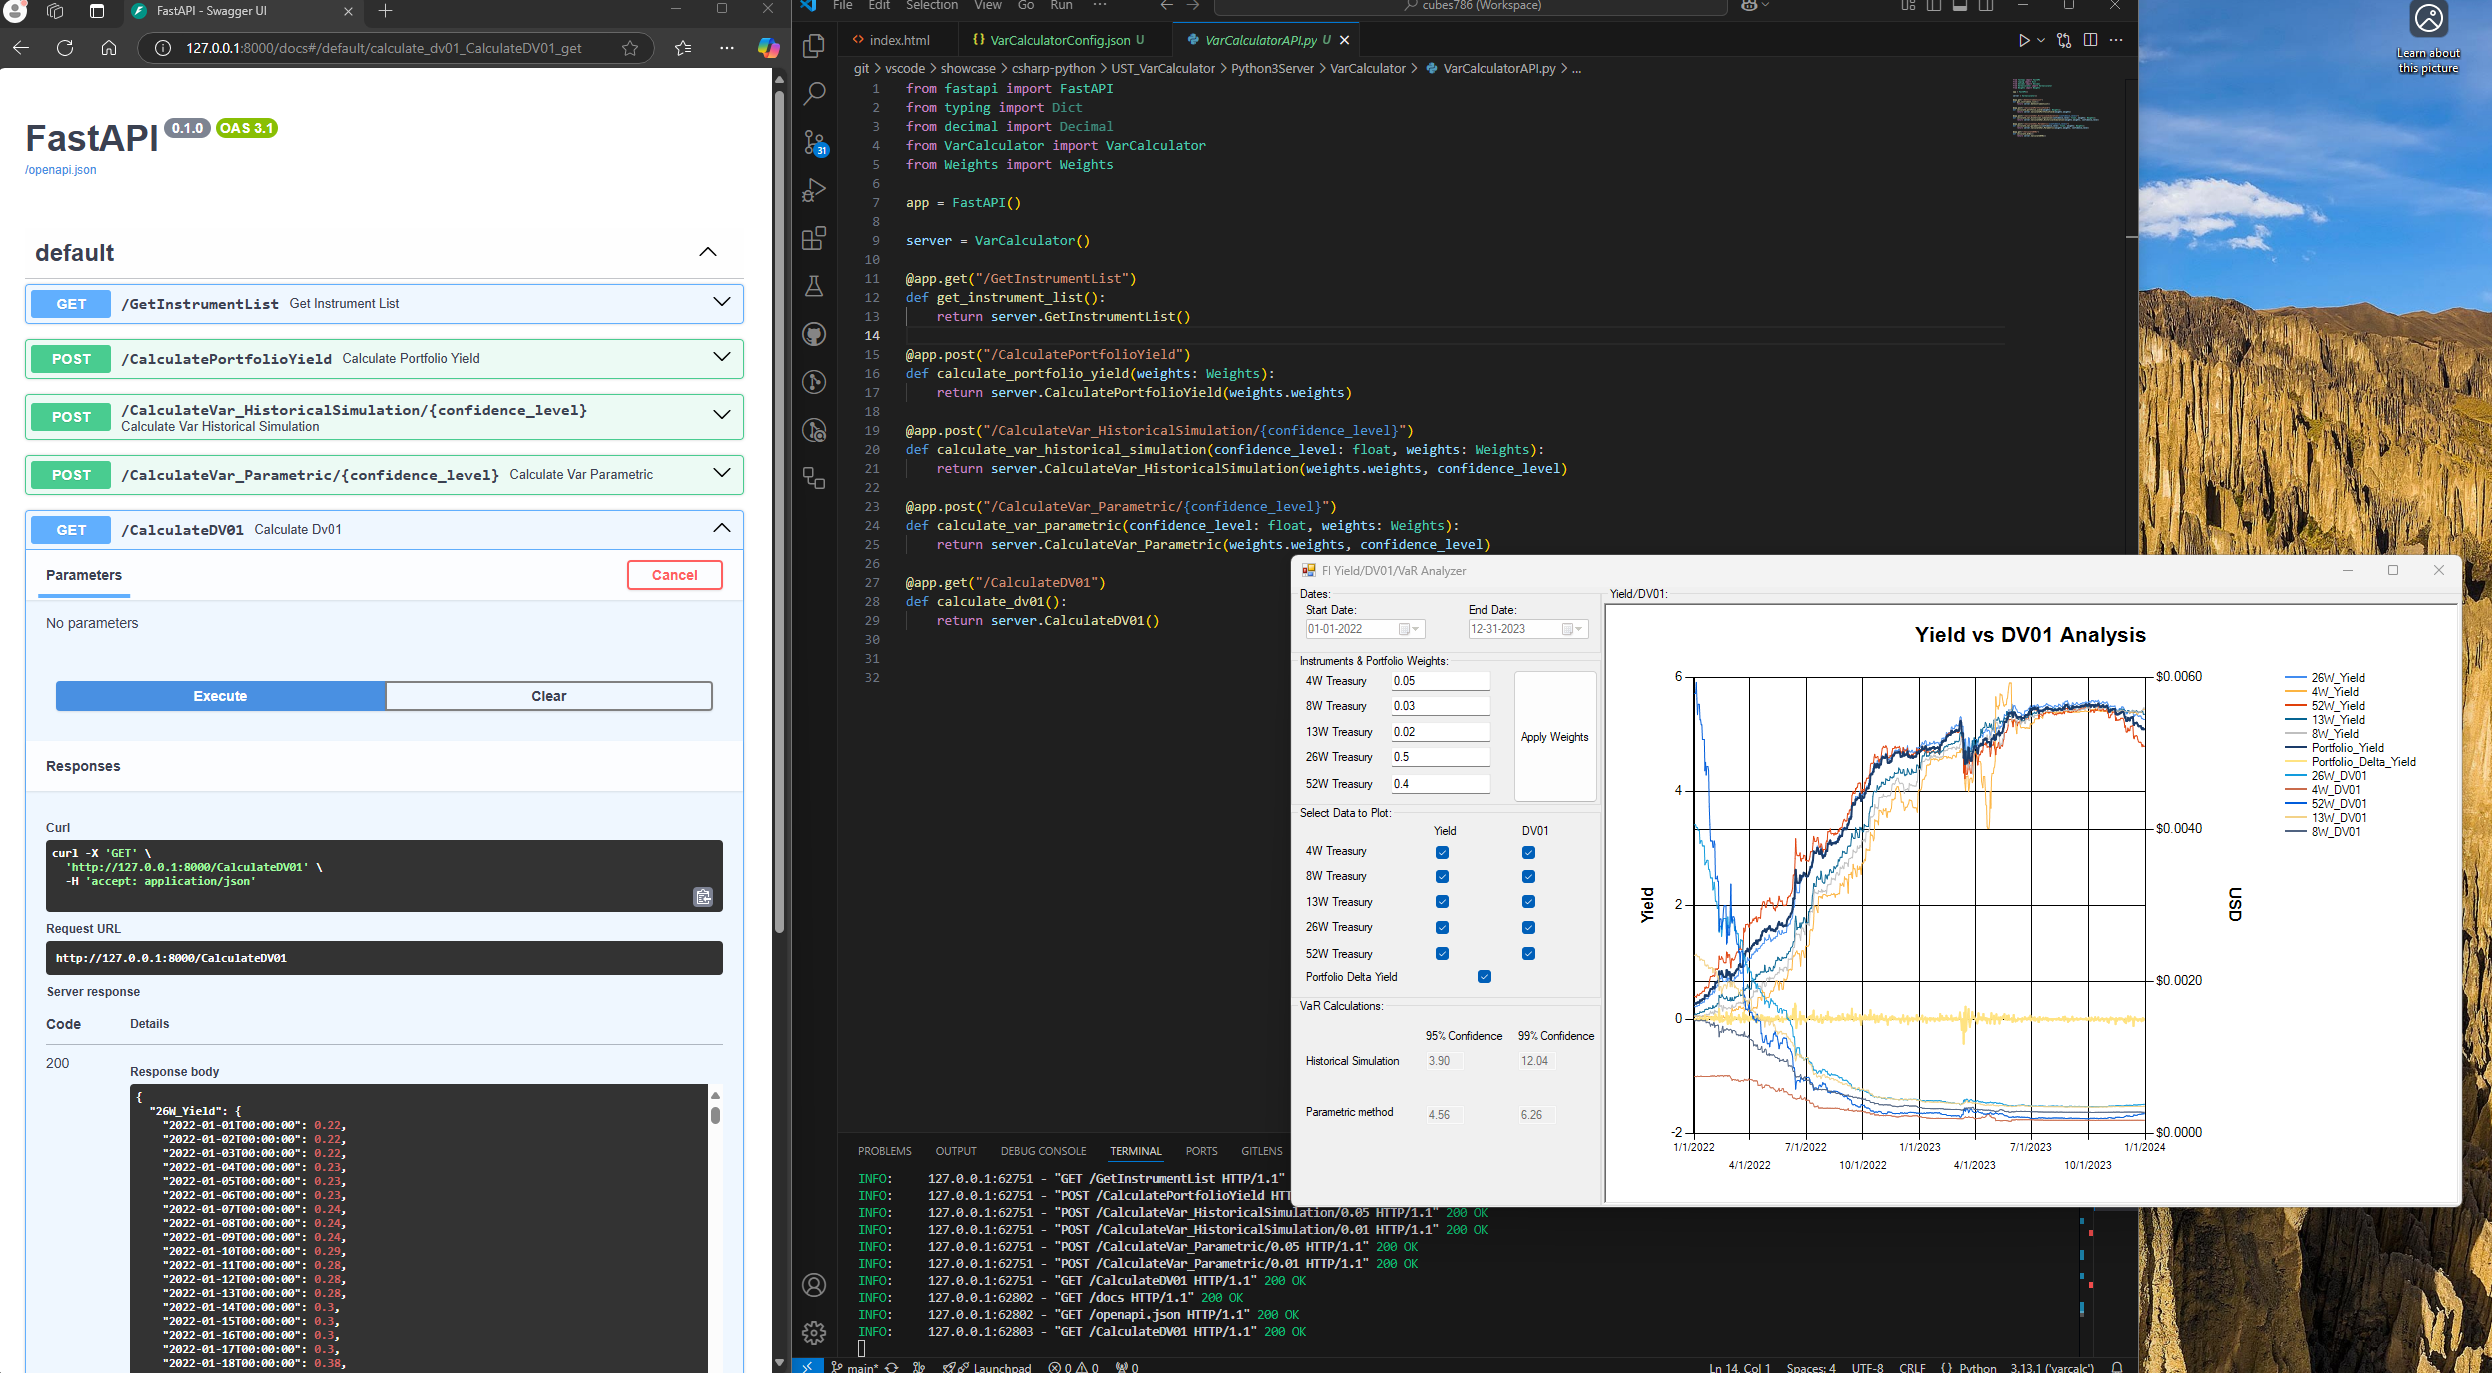 FastAPI - Swagger UI
127.0.0.1:8000/docs#/default/calculate_dv01_CalculateDV01_get
FastAPI 0.1.0 OAS 3.1
/openapi.json
default
GET /GetInstrumentList Get Instrument List
POST /CalculatePortfolioYield Calculate Portfolio Yield
POST /CalculateVar_HistoricalSimulation/{confidence_level}
Calculate Var Historical Simulation
POST /CalculateVar_Parametric/{confidence_level} Calculate Var Parametric
GET /CalculateDV01 Calculate Dv01
Parameters
Cancel
No parameters
Execute
Clear
Responses
Curl
curl -X 'GET' \
'http://127.0.0.1:8000/CalculateDV01' \
-H 'accept: application/json'
Request URL
http://127.0.0.1:8000/CalculateDV01
Server response
Code Details
200
Response body
{
"26W_Yield": {
"2022-01-01T00:00:00": 0.22,
"2022-01-02T00:00:00": 0.22,
"2022-01-03T00:00:00": 0.22,
"2022-01-04T00:00:00": 0.23,
"2022-01-05T00:00:00": 0.23,
"2022-01-06T00:00:00": 0.23,
"2022-01-07T00:00:00": 0.24,
"2022-01-08T00:00:00": 0.24,
"2022-01-09T00:00:00": 0.24,
"2022-01-10T00:00:00": 0.29,
"2022-01-11T00:00:00": 0.28,
"2022-01-12T00:00:00": 0.28,
"2022-01-13T00:00:00": 0.28,
"2022-01-14T00:00:00": 0.3,
"2022-01-15T00:00:00": 0.3,
"2022-01-16T00:00:00": 0.3,
"2022-01-17T00:00:00": 0.3,
"2022-01-18T00:00:00": 0.38,
File Edit Selection View Go Run ···
cubes786 (Workspace)
index.html
{} VarCalculatorConfig.json U
VarCalculatorAPI.py U
git > vscode > showcase > csharp-python > UST_VarCalculator > Python3Server > VarCalculator > VarCalculatorAPI.py > ...
31
1 from fastapi import FastAPI
2 from typing import Dict
3 from decimal import Decimal
4 from VarCalculator import VarCalculator
5 from Weights import Weights
6
7 app = FastAPI()
8
9 server = VarCalculator()
10
11 @app.get("/GetInstrumentList")
12 def get_instrument_list():
13 return server.GetInstrumentList()
14
15 @app.post("/CalculatePortfolioYield")
16 def calculate_portfolio_yield(weights: Weights):
17 return server.CalculatePortfolioYield(weights.weights)
18
19 @app.post("/CalculateVar_HistoricalSimulation/{confidence_level}")
20 def calculate_var_historical_simulation(confidence_level: float, weights: Weights):
21 return server.CalculateVar_HistoricalSimulation(weights.weights, confidence_level)
22
23 @app.post("/CalculateVar_Parametric/{confidence_level}")
24 def calculate_var_parametric(confidence_level: float, weights: Weights):
25 return server.CalculateVar_Parametric(weights.weights, confidence_level)
26
27 @app.get("/CalculateDV01")
28 def calculate_dv01():
29 return server.CalculateDV01()
30
31
32
PROBLEMS OUTPUT DEBUG CONSOLE TERMINAL PORTS GITLENS
INFO: 127.0.0.1:62751 - "GET /GetInstrumentList HTTP/1.1"
INFO: 127.0.0.1:62751 - "POST /CalculatePortfolioYield HTT
INFO: 127.0.0.1:62751 - "POST /CalculateVar_HistoricalSimulation/0.05 HTTP/1.1" 200 OK
INFO: 127.0.0.1:62751 - "POST /CalculateVar_HistoricalSimulation/0.01 HTTP/1.1" 200 OK
INFO: 127.0.0.1:62751 - "POST /CalculateVar_Parametric/0.05 HTTP/1.1" 200 OK
INFO: 127.0.0.1:62751 - "POST /CalculateVar_Parametric/0.01 HTTP/1.1" 200 OK
INFO: 127.0.0.1:62751 - "GET /CalculateDV01 HTTP/1.1" 200 OK
INFO: 127.0.0.1:62802 - "GET /docs HTTP/1.1" 200 OK
INFO: 127.0.0.1:62802 - "GET /openapi.json HTTP/1.1" 200 OK
INFO: 127.0.0.1:62803 - "GET /CalculateDV01 HTTP/1.1" 200 OK
main* Launchpad 0 0 0
Ln 14, Col 1 Spaces: 4 UTF-8 CRLF {} Python 3.13.1 ('varcalc')
FI Yield/DV01/VaR Analyzer
Dates:
Start Date: End Date:
01-01-2022 12-31-2023
Instruments & Portfolio Weights:
4W Treasury 0.05
8W Treasury 0.03
13W Treasury 0.02
26W Treasury 0.5
52W Treasury 0.4
Apply Weights
Select Data to Plot:
Yield DV01
4W Treasury
8W Treasury
13W Treasury
26W Treasury
52W Treasury
Portfolio Delta Yield
VaR Calculations:
95% Confidence 99% Confidence
Historical Simulation 3.90 12.04
Parametric method 4.56 6.26
Yield/DV01:
Yield vs DV01 Analysis
6
4
2
0
-2
Yield
$0.0060
$0.0040
$0.0020
$0.0000
USD
1/1/2022 7/1/2022 1/1/2023 7/1/2023 1/1/2024
4/1/2022 10/1/2022 4/1/2023 10/1/2023
26W_Yield
4W_Yield
52W_Yield
13W_Yield
8W_Yield
Portfolio_Yield
Portfolio_Delta_Yield
26W_DV01
4W_DV01
52W_DV01
13W_DV01
8W_DV01
Learn about
this picture